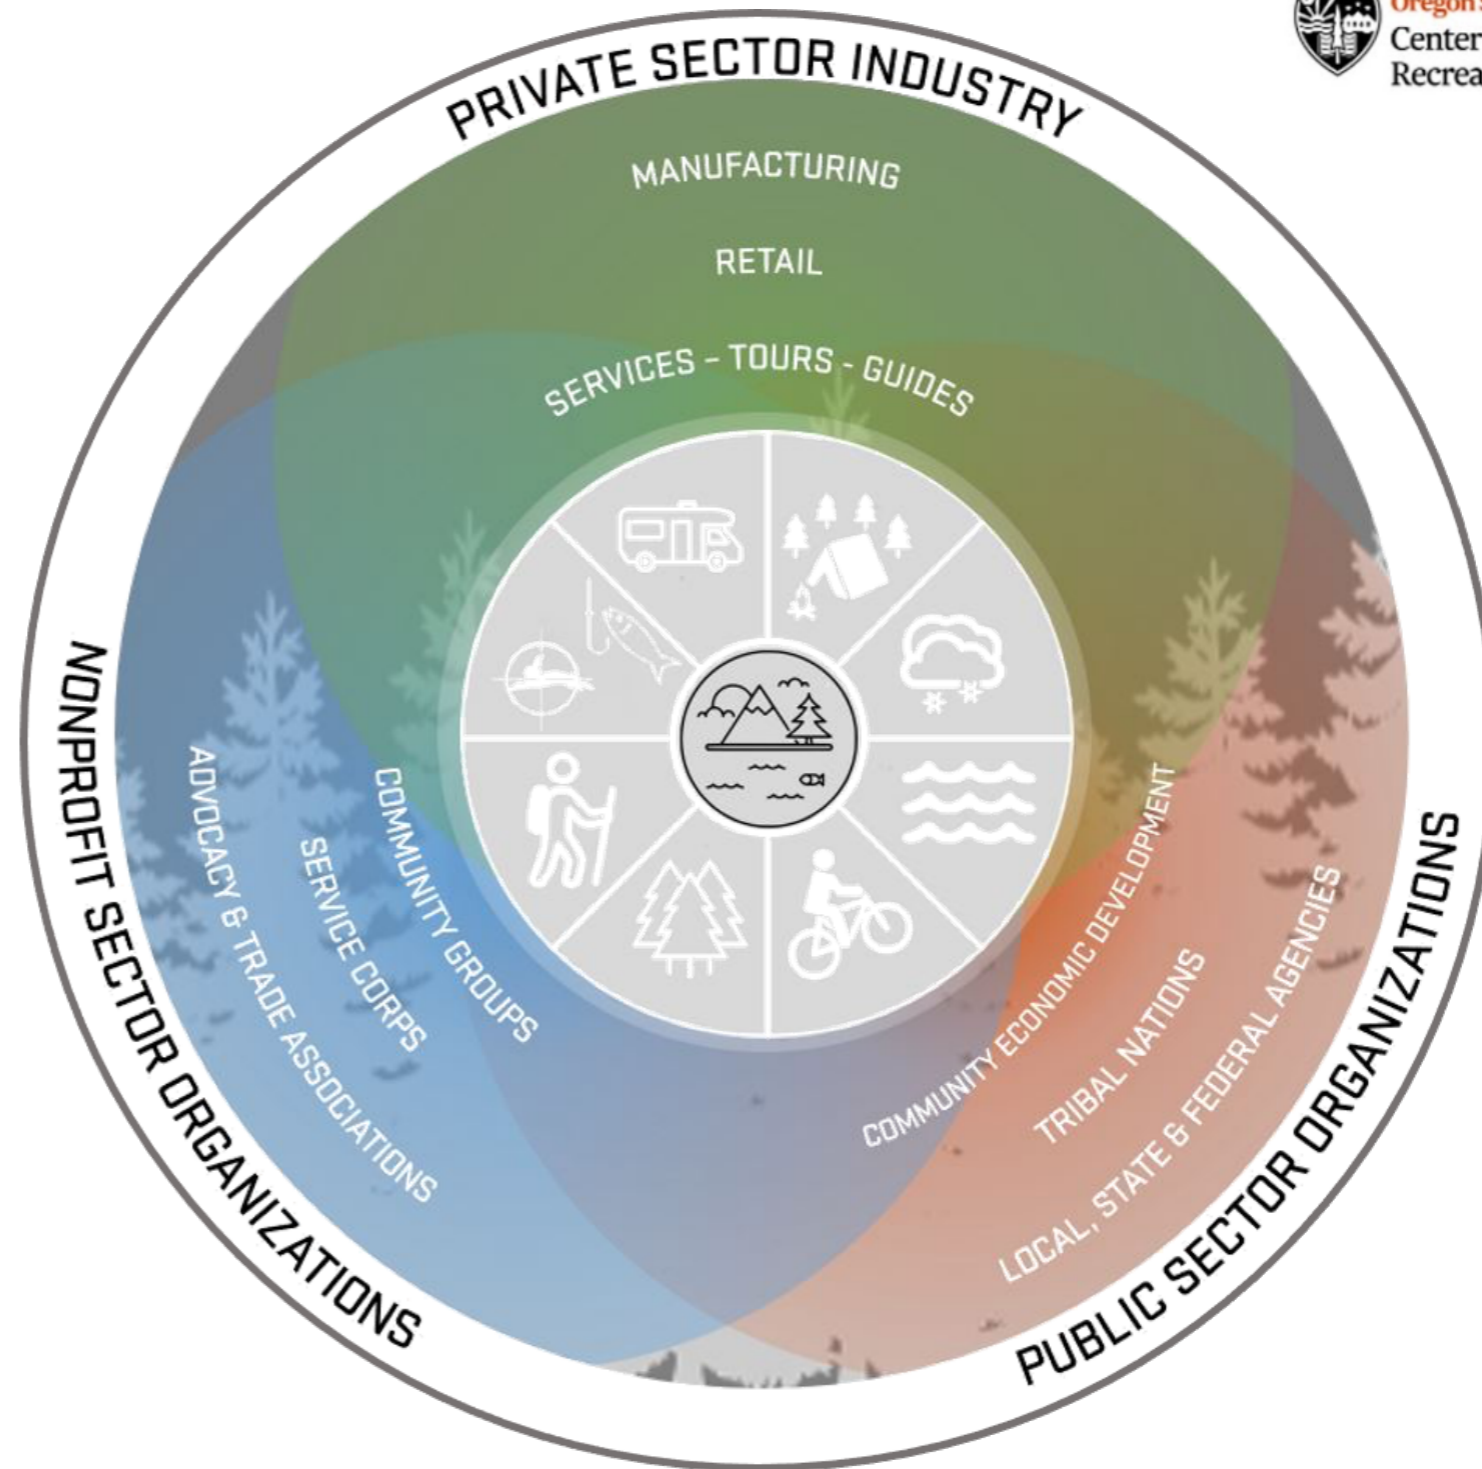 Oregon
Center
Recrea
PRIVATE SECTOR INDUSTRY
MANUFACTURING
RETAIL
SERVICES – TOURS - GUIDES
NONPROFIT SECTOR ORGANIZATIONS
ADVOCACY & TRADE ASSOCIATIONS
SERVICE CORPS
COMMUNITY GROUPS
COMMUNITY ECONOMIC DEVELOPMENT
TRIBAL NATIONS
LOCAL, STATE & FEDERAL AGENCIES
PUBLIC SECTOR ORGANIZATIONS